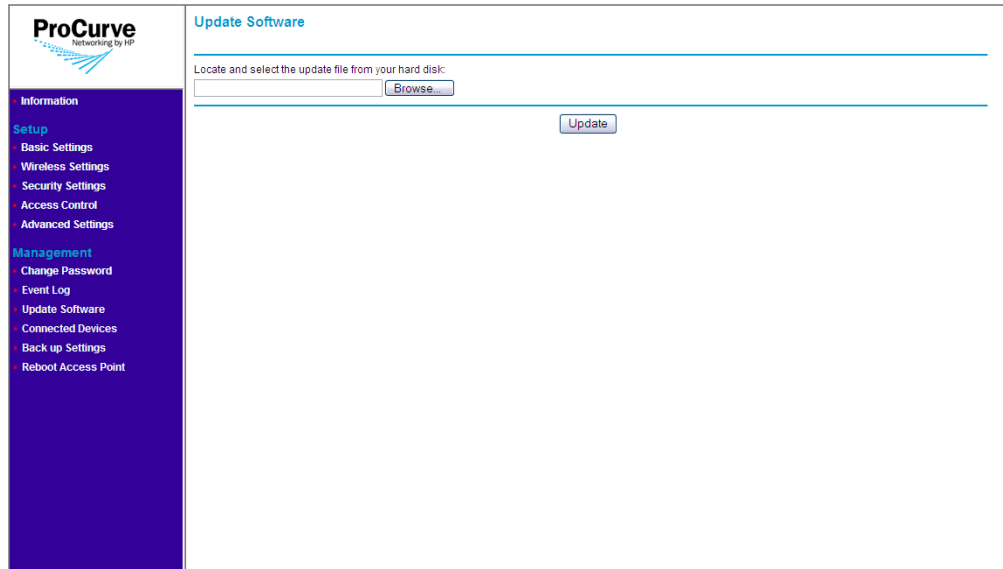 ProCurve
Networking by HP
Information
Setup
Basic Settings
Wireless Settings
Security Settings
Access Control
Advanced Settings
Management
Change Password
Event Log
Update Software
Connected Devices
Back up Settings
Reboot Access Point
Update Software
Locate and select the update file from your hard disk:
Browse...
Update